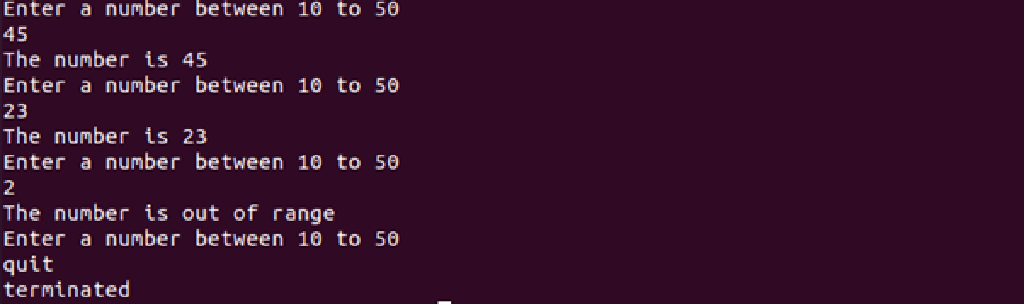 Enter a number between 10 to 50
45
The number is 45
Enter a number between 10 to 50
23
The number is 23
Enter a number between 10 to 50
2
The number is out of range
Enter a number between 10 to 50
quit
terminated